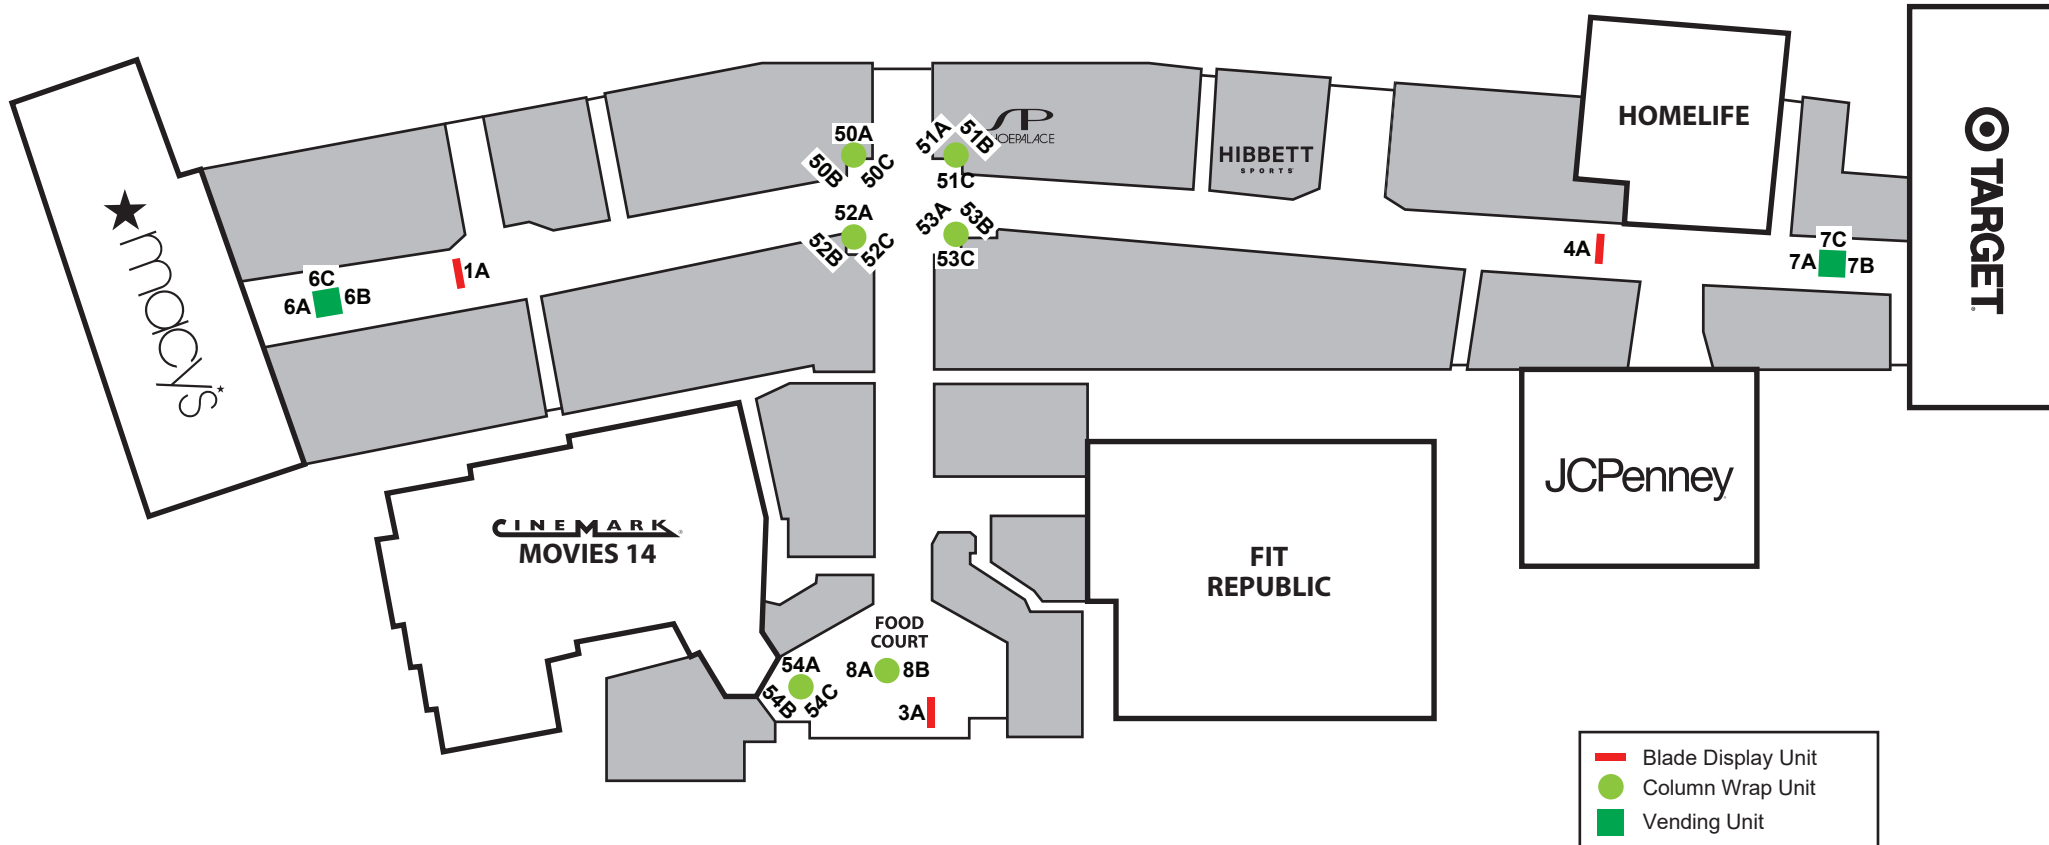 HOMELIFE
TARGET
SP
SHOEPALACE
HIBBETT
SPORTS
macy's
50A
50B
50C
51A
51B
51C
52A
52B
52C
53A
53B
53C
1A
6C
6A
6B
4A
7C
7A
7B
JCPenney
CINEMARK
MOVIES 14
FIT
REPUBLIC
FOOD
COURT
54A
54B
54C
8A
8B
3A
Blade Display Unit
Column Wrap Unit
Vending Unit